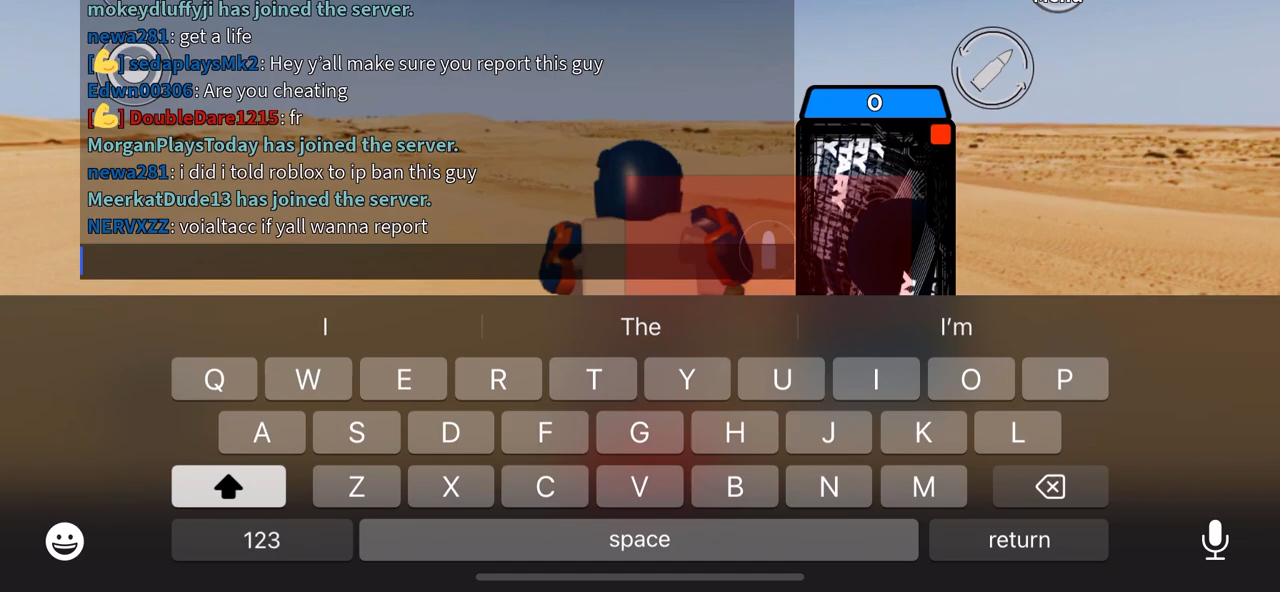 Menu
mokeydluffyji has joined the server.
newa281: get a life
[💪] sedaplaysMk2: Hey y'all make sure you report this guy
Edwn00306: Are you cheating
[💪] DoubleDare1215: fr
MorganPlaysToday has joined the server.
newa281: i did i told roblox to ip ban this guy
MeerkatDude13 has joined the server.
NERVXZZ: voialtacc if yall wanna report
0
I The I'm
Q W E R T Y U I O P
A S D F G H J K L
Z X C V B N M
123 space return